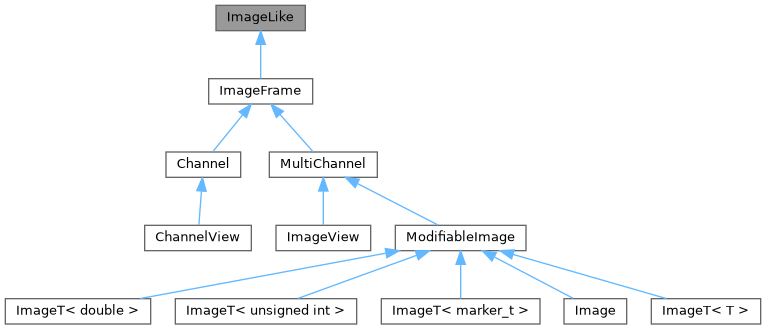 ImageLike
ImageFrame
Channel
MultiChannel
ChannelView
ImageView
ModifiableImage
ImageT< double >
ImageT< unsigned int >
ImageT< marker_t >
Image
ImageT< T >